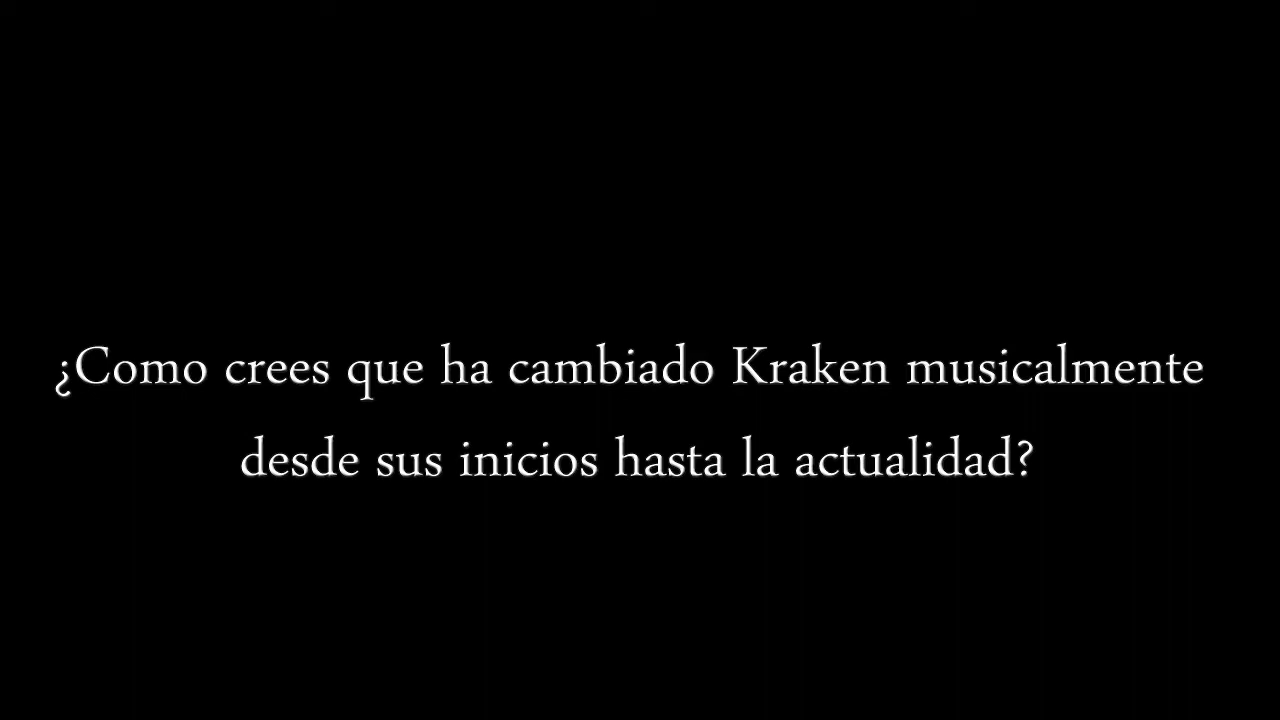 ¿Como crees que ha cambiado Kraken musicalmente
desde sus inicios hasta la actualidad?